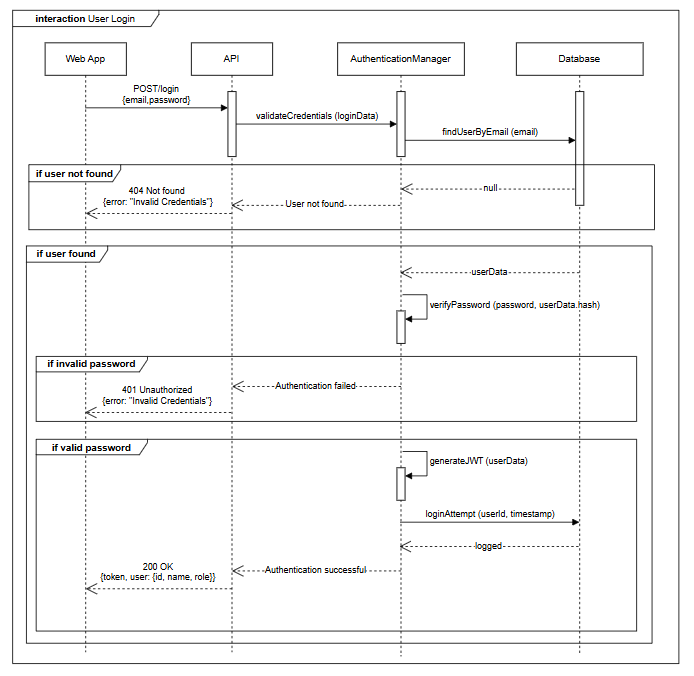 interaction User Login
Web App
API
AuthenticationManager
Database
POST/login
{email,password}
validateCredentials (loginData)
findUserByEmail (email)
if user not found
null
User not found
404 Not found
{error: "Invalid Credentials"}
if user found
userData
verifyPassword (password, userData.hash)
if invalid password
Authentication failed
401 Unauthorized
{error: "Invalid Credentials"}
if valid password
generateJWT (userData)
loginAttempt (userId, timestamp)
logged
Authentication successful
200 OK
{token, user: {id, name, role}}